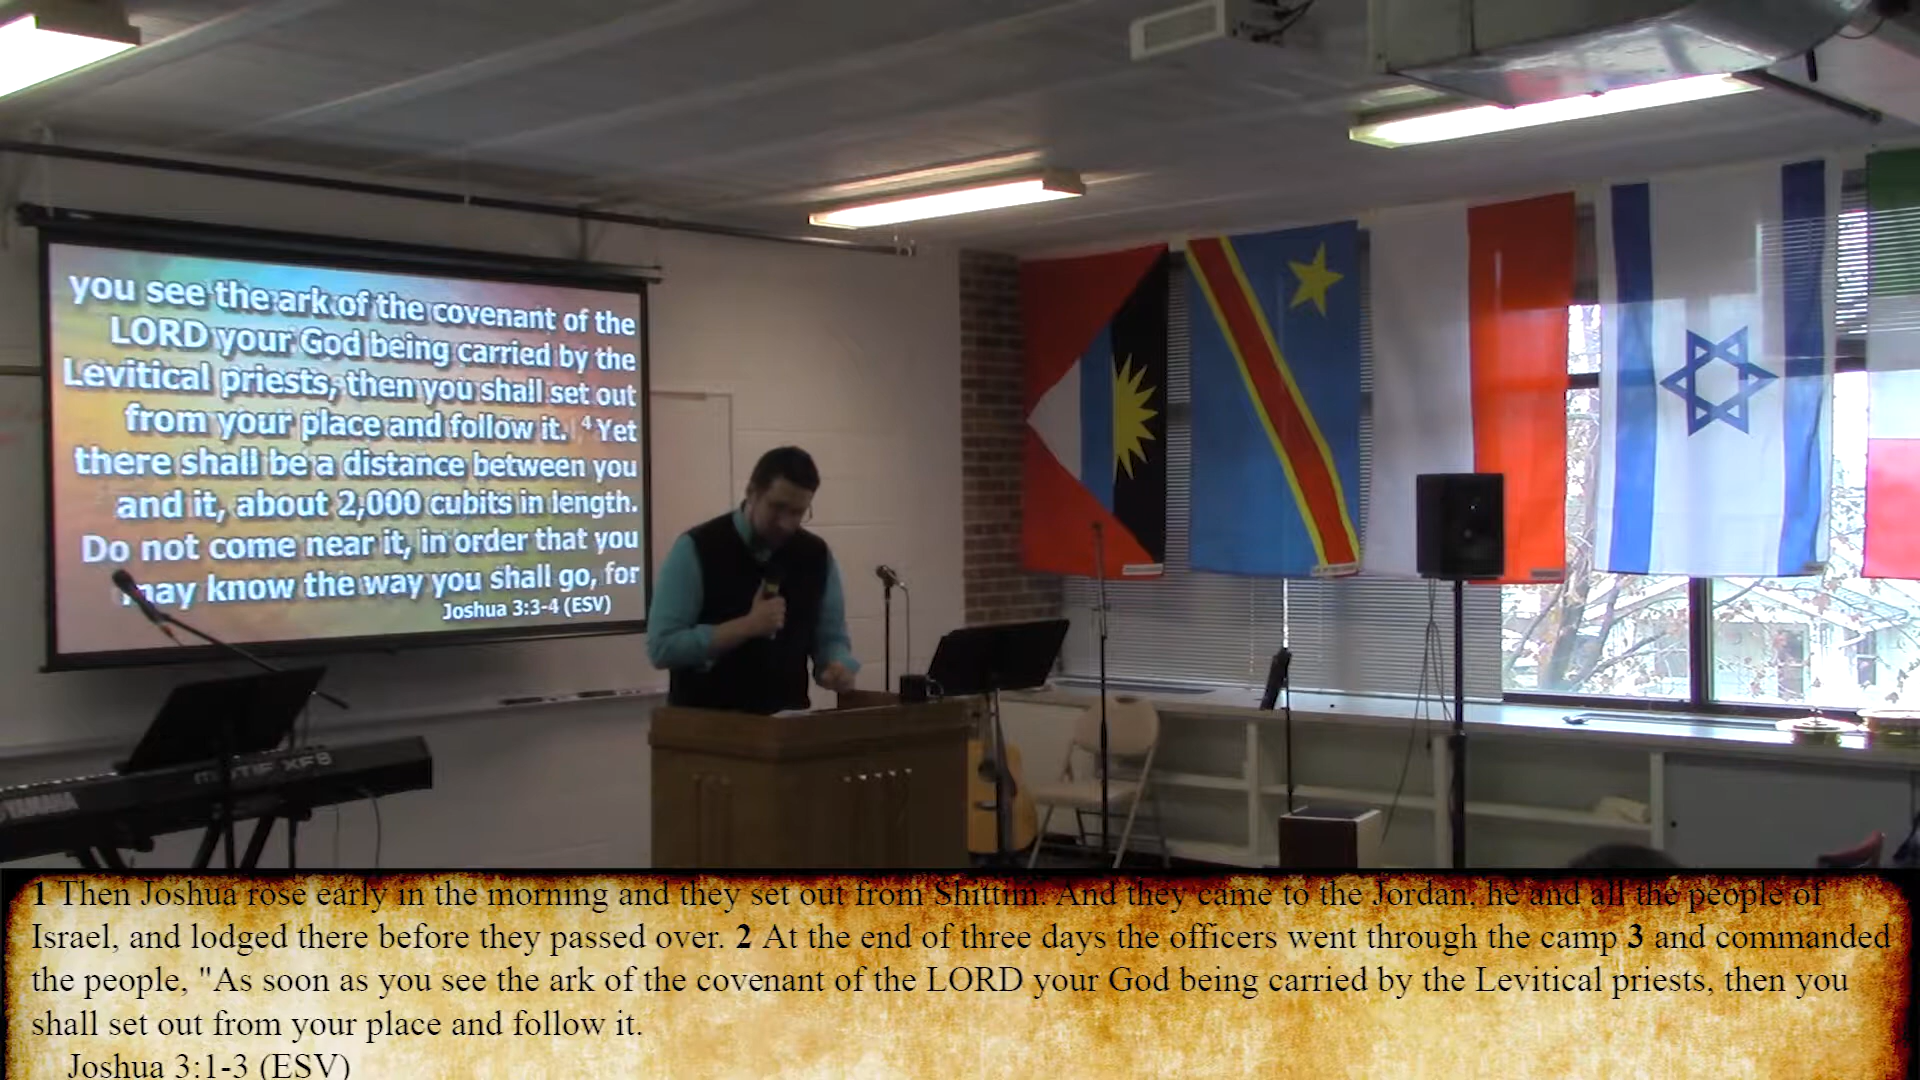 you see the ark of the covenant of the
LORD your God being carried by the
Levitical priests, then you shall set out
from your place and follow it. 4 Yet
there shall be a distance between you
and it, about 2,000 cubits in length.
Do not come near it, in order that you
may know the way you shall go, for
Joshua 3:3-4 (ESV)
MOTIF XF8
YAMAHA
1 Then Joshua rose early in the morning and they set out from Shittim. And they came to the Jordan, he and all the people of
Israel, and lodged there before they passed over. 2 At the end of three days the officers went through the camp 3 and commanded
the people, "As soon as you see the ark of the covenant of the LORD your God being carried by the Levitical priests, then you
shall set out from your place and follow it.
Joshua 3:1-3 (ESV)